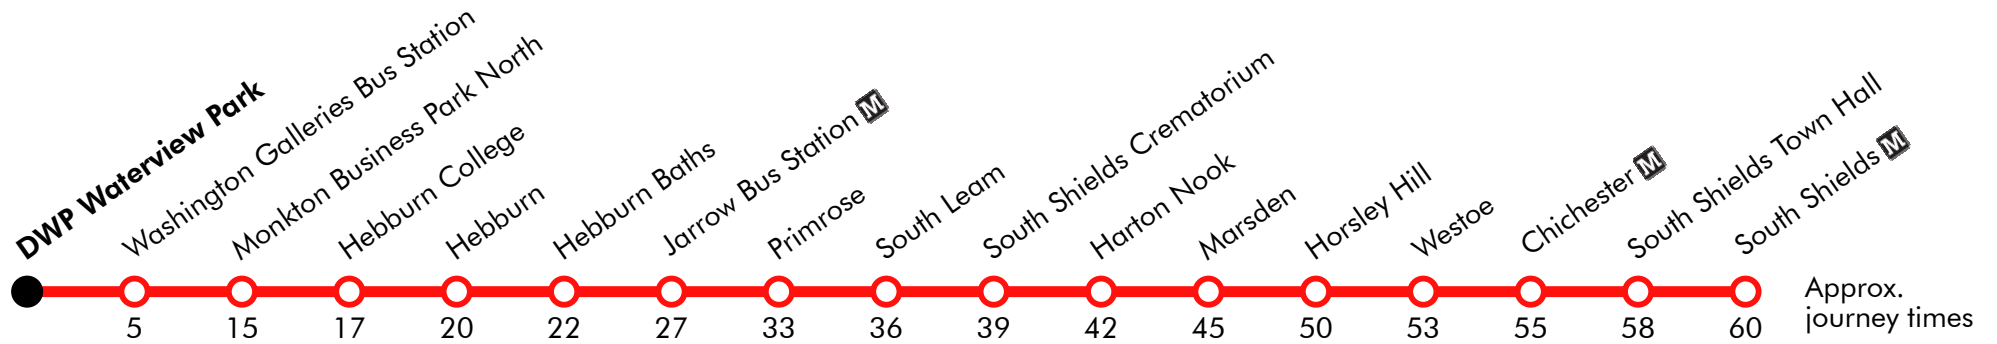 DWP Waterview Park
Washington Galleries Bus Station
Monkton Business Park North
Hebburn College
Hebburn
Hebburn Baths
Jarrow Bus Station M
Primrose
South Leam
South Shields Crematorium
Harton Nook
Marsden
Horsley Hill
Westoe
Chichester M
South Shields Town Hall
South Shields M
5 15 17 20 22 27 33 36 39 42 45 50 53 55 58 60
Approx.
journey times